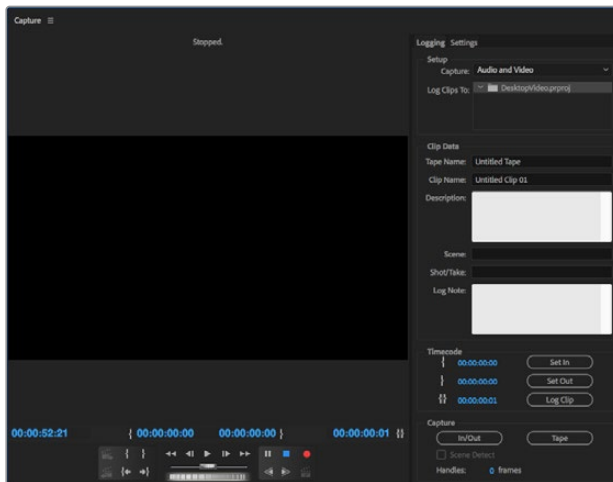 Capture
Stopped.
Logging Settings
Setup
Capture: Audio and Video
Log Clips To: DesktopVideo.prproj
Clip Data
Tape Name: Untitled Tape
Clip Name: Untitled Clip 01
Description:
Scene:
Shot/Take:
Log Note:
Timecode
{ 00:00:00:00 Set In
} 00:00:00:00 Set Out
{} 00:00:00:01 Log Clip
Capture
In/Out Tape
Scene Detect
Handles: 0 frames
00:00:52:21 { 00:00:00:00 00:00:00:00 } 00:00:00:01 {}